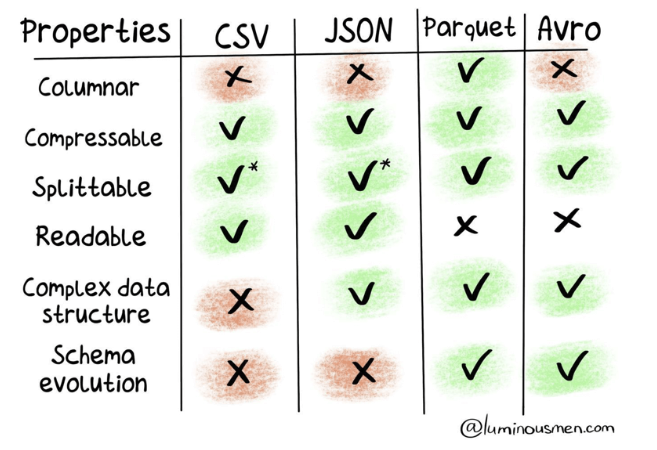 Properties CSV JSON Parquet Avro
Columnar ✗ ✗ ✓ ✗
Compressable ✓ ✓ ✓ ✓
Splittable ✓* ✓* ✓ ✓
Readable ✓ ✓ ✗ ✗
Complex data
structure ✗ ✓ ✓ ✓
Schema
evolution ✗ ✗ ✓ ✓
@luminousmen.com